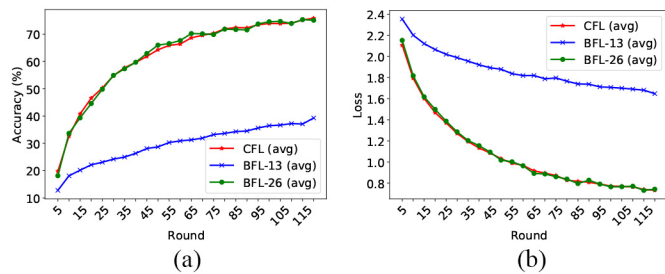 Accuracy (%)
70
60
50
40
30
20
10
CFL (avg)
BFL-13 (avg)
BFL-26 (avg)
5 15 25 35 45 55 65 75 85 95 105 115
Round
(a)
Loss
2.4
2.2
2.0
1.8
1.6
1.4
1.2
1.0
0.8
CFL (avg)
BFL-13 (avg)
BFL-26 (avg)
5 15 25 35 45 55 65 75 85 95 105 115
Round
(b)